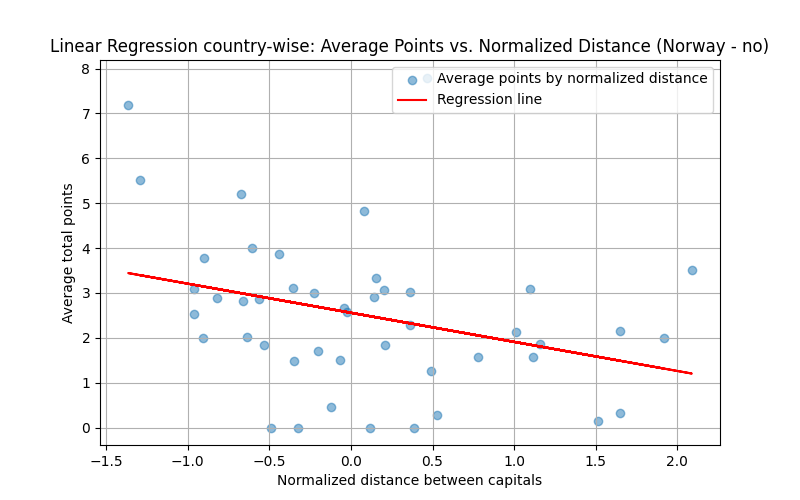 Linear Regression country-wise: Average Points vs. Normalized Distance (Norway - no)
Average points by normalized distance
Regression line
Average total points
8
7
6
5
4
3
2
1
0
−1.5 −1.0 −0.5 0.0 0.5 1.0 1.5 2.0
Normalized distance between capitals